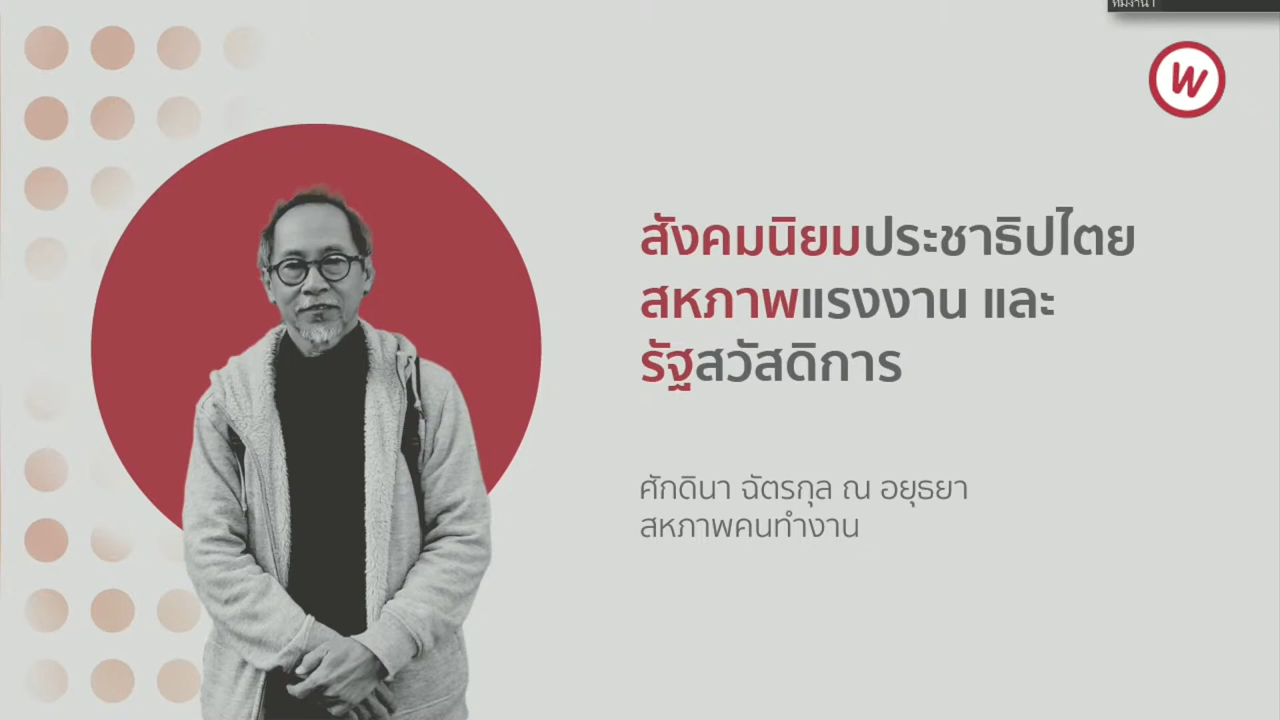 W
สังคมนิยมประชาธิปไตย
สหภาพแรงงาน และ
รัฐสวัสดิการ
ศักดินา ฉัตรกุล ณ อยุธยา
สหภาพคนทำงาน